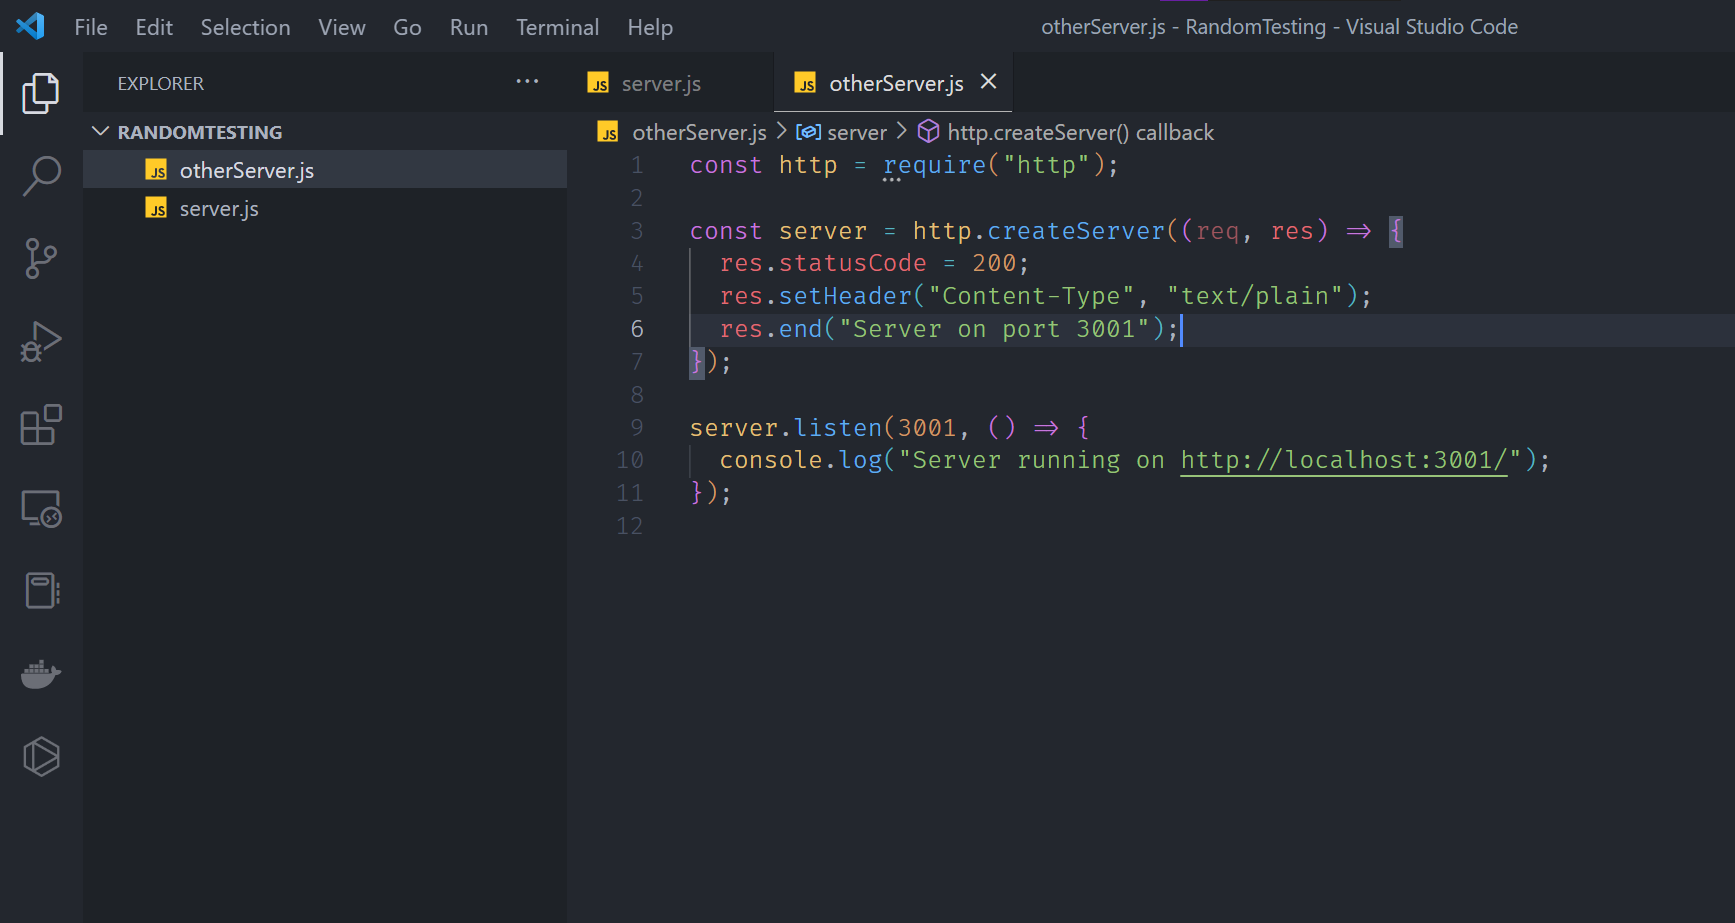 File Edit Selection View Go Run Terminal Help
otherServer.js - RandomTesting - Visual Studio Code
EXPLORER
RANDOMTESTING
JS otherServer.js
JS server.js
JS server.js
JS otherServer.js
JS otherServer.js > server > http.createServer() callback
1 const http = require("http");
2
3 const server = http.createServer((req, res) => {
4 res.statusCode = 200;
5 res.setHeader("Content-Type", "text/plain");
6 res.end("Server on port 3001");
7 });
8
9 server.listen(3001, () => {
10 console.log("Server running on http://localhost:3001/");
11 });
12